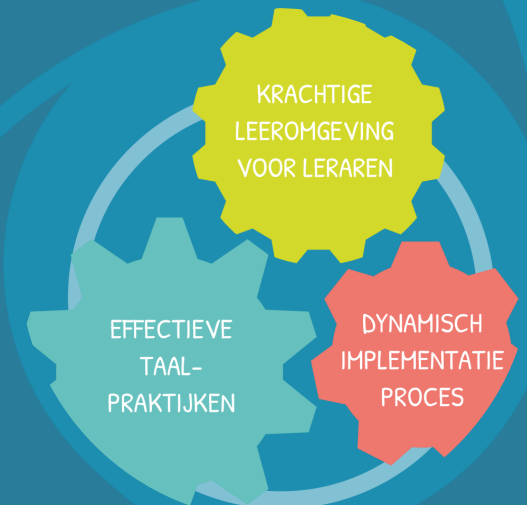 KRACHTIGE
LEEROMGEVING
VOOR LERAREN
EFFECTIEVE
TAAL-
PRAKTIJKEN
DYNAMISCH
IMPLEMENTATIE
PROCES